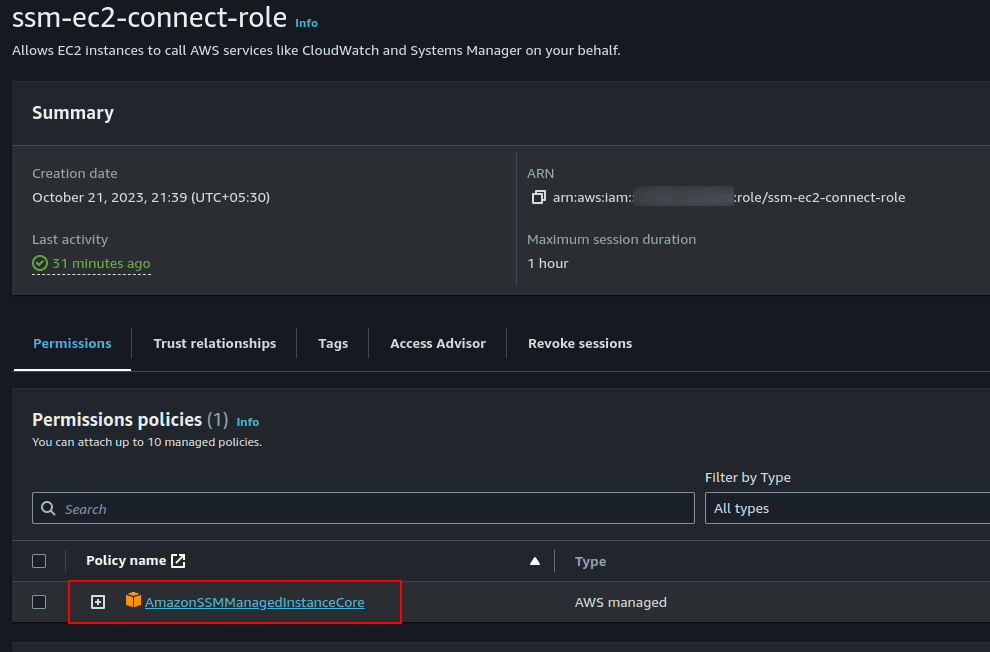 ssm-ec2-connect-role Info
Allows EC2 instances to call AWS services like CloudWatch and Systems Manager on your behalf.
Summary
Creation date
October 21, 2023, 21:39 (UTC+05:30)
ARN
arn:aws:iam:: :role/ssm-ec2-connect-role
Last activity
31 minutes ago
Maximum session duration
1 hour
Permissions Trust relationships Tags Access Advisor Revoke sessions
Permissions policies (1) Info
You can attach up to 10 managed policies.
Filter by Type
Search All types
Policy name Type
AmazonSSMManagedInstanceCore AWS managed